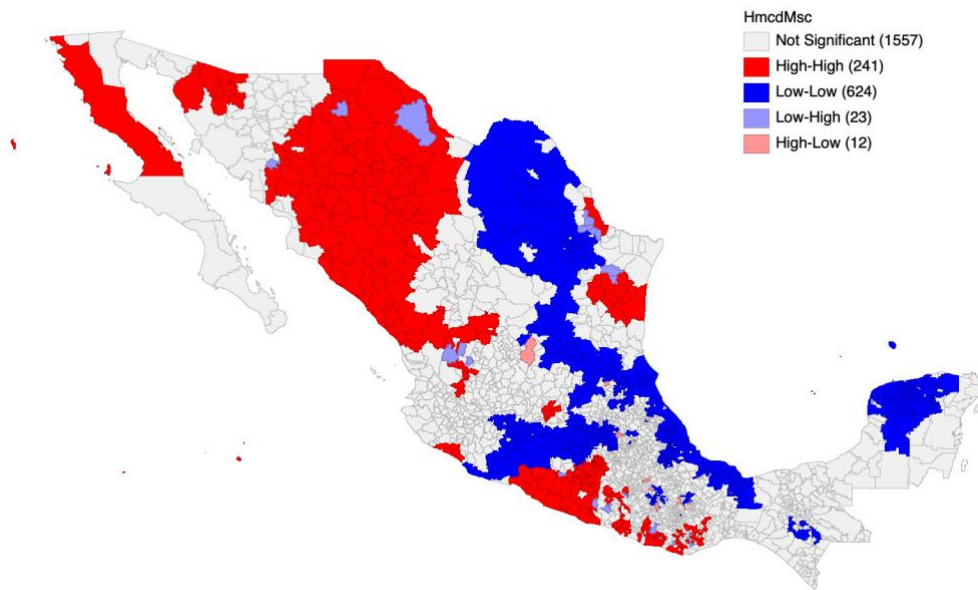 HmcdMsc
Not Significant (1557)
High-High (241)
Low-Low (624)
Low-High (23)
High-Low (12)